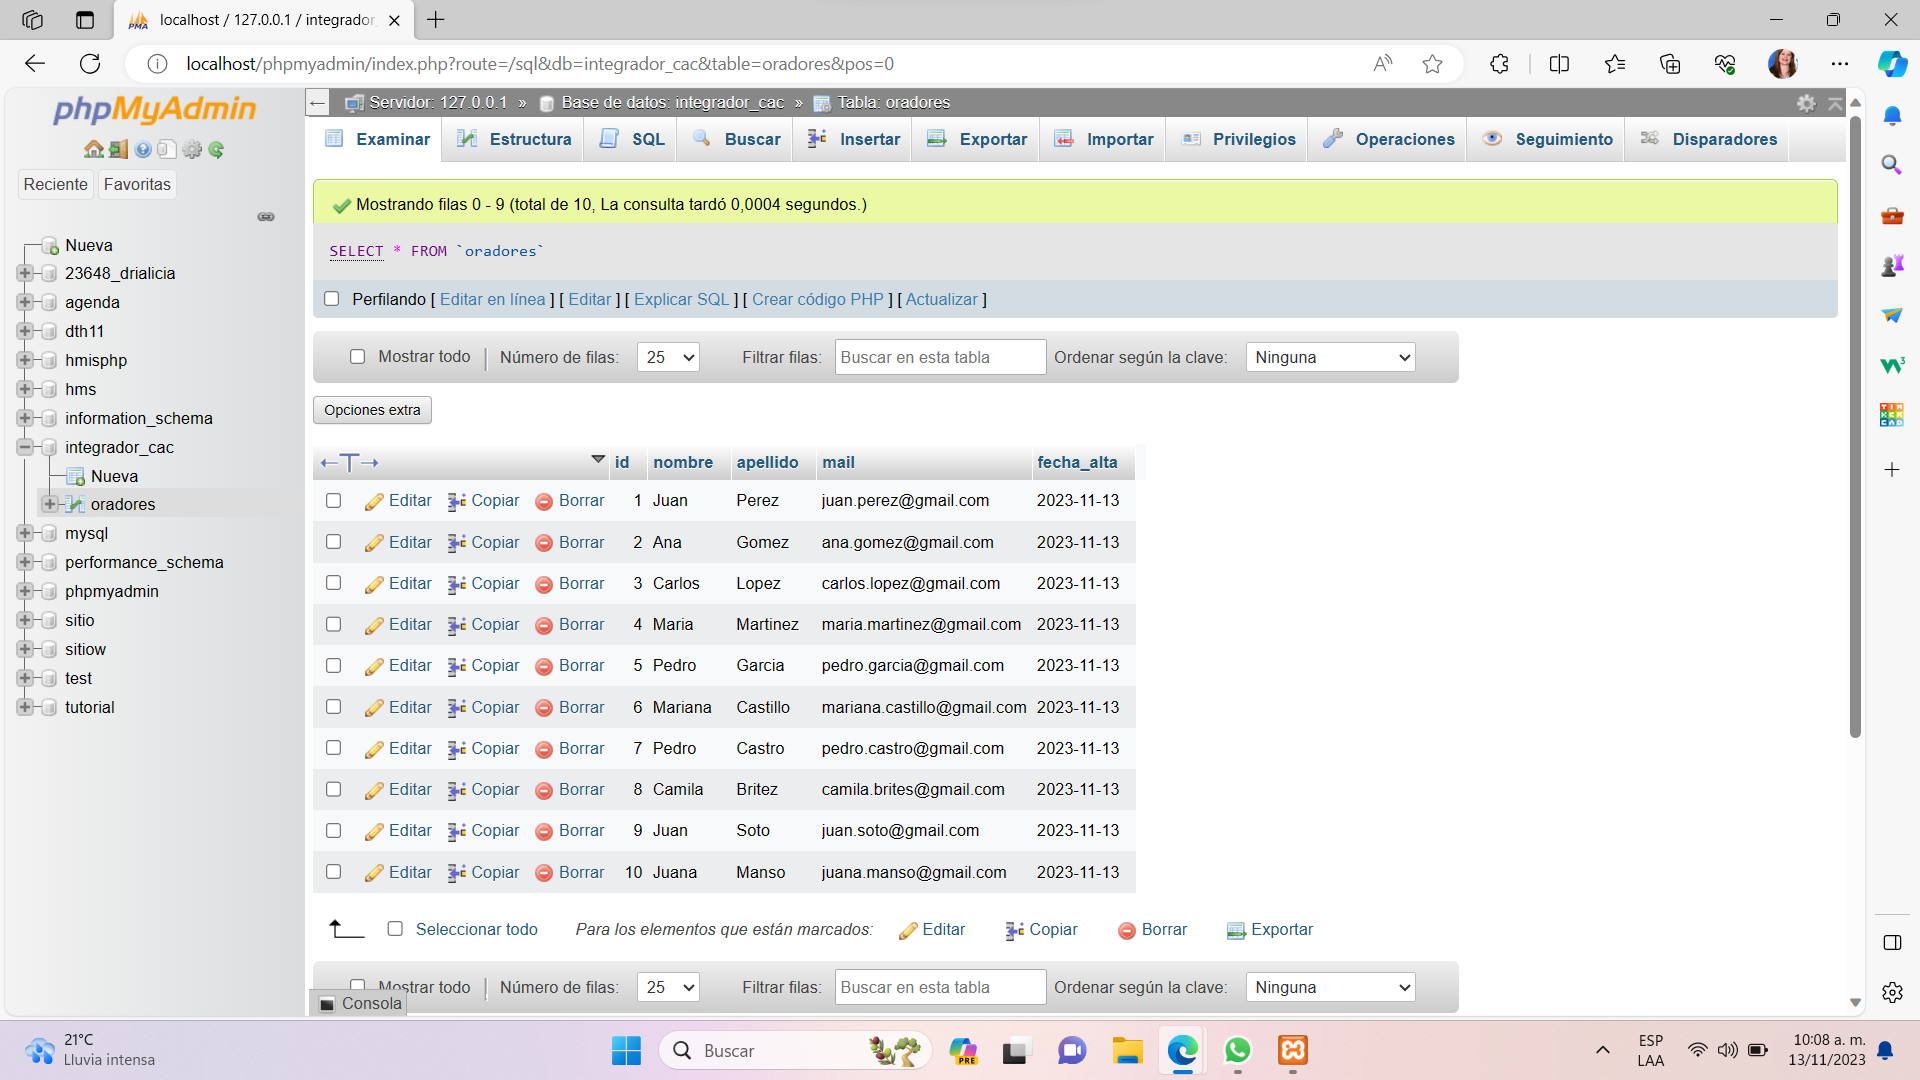 localhost / 127.0.0.1 / integrador_
localhost/phpmyadmin/index.php?route=/sql&db=integrador_cac&table=oradores&pos=0
phpMyAdmin
Reciente Favoritas
Nueva
23648_drialicia
agenda
dth11
hmisphp
hms
information_schema
integrador_cac
Nueva
oradores
mysql
performance_schema
phpmyadmin
sitio
sitiow
test
tutorial
Servidor: 127.0.0.1 » Base de datos: integrador_cac » Tabla: oradores
Examinar Estructura SQL Buscar Insertar Exportar Importar Privilegios Operaciones Seguimiento Disparadores
Mostrando filas 0 - 9 (total de 10, La consulta tardó 0,0004 segundos.)
SELECT * FROM `oradores`
Perfilando [ Editar en línea ] [ Editar ] [ Explicar SQL ] [ Crear código PHP ] [ Actualizar ]
Mostrar todo | Número de filas: 25 Filtrar filas: Buscar en esta tabla Ordenar según la clave: Ninguna
Opciones extra
←T→ id nombre apellido mail fecha_alta
Editar Copiar Borrar 1 Juan Perez juan.perez@gmail.com 2023-11-13
Editar Copiar Borrar 2 Ana Gomez ana.gomez@gmail.com 2023-11-13
Editar Copiar Borrar 3 Carlos Lopez carlos.lopez@gmail.com 2023-11-13
Editar Copiar Borrar 4 Maria Martinez maria.martinez@gmail.com 2023-11-13
Editar Copiar Borrar 5 Pedro Garcia pedro.garcia@gmail.com 2023-11-13
Editar Copiar Borrar 6 Mariana Castillo mariana.castillo@gmail.com 2023-11-13
Editar Copiar Borrar 7 Pedro Castro pedro.castro@gmail.com 2023-11-13
Editar Copiar Borrar 8 Camila Britez camila.brites@gmail.com 2023-11-13
Editar Copiar Borrar 9 Juan Soto juan.soto@gmail.com 2023-11-13
Editar Copiar Borrar 10 Juana Manso juana.manso@gmail.com 2023-11-13
Seleccionar todo Para los elementos que están marcados: Editar Copiar Borrar Exportar
Mostrar todo | Número de filas: 25 Filtrar filas: Buscar en esta tabla Ordenar según la clave: Ninguna
Consola
21°C
Lluvia intensa
Buscar
PRE
ESP
LAA
10:08 a. m.
13/11/2023